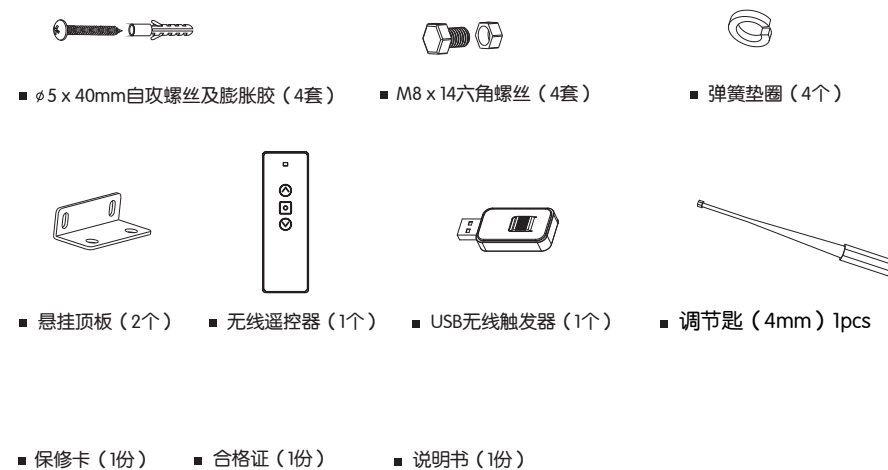 ■ ø5 x 40mm自攻螺丝及膨胀胶（4套） ■ M8 x 14六角螺丝（4套） ■ 弹簧垫圈（4个）
■ 悬挂顶板（2个） ■ 无线遥控器（1个） ■ USB无线触发器（1个） ■ 调节匙（4mm）1pcs
■ 保修卡（1份） ■ 合格证（1份） ■ 说明书（1份）